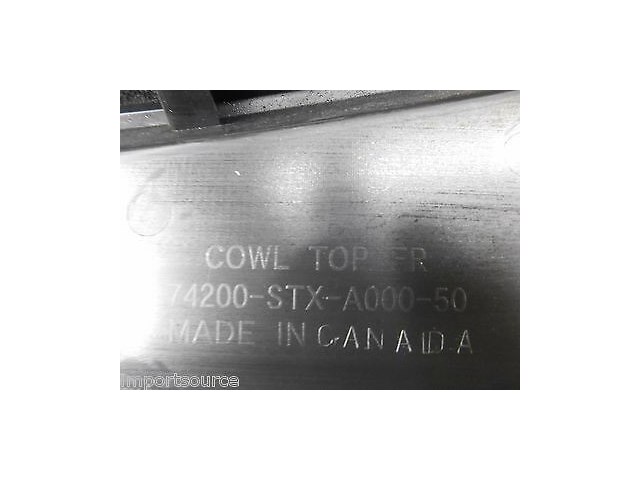 COWL TOP FR
74200-STX-A000-50
MADE IN CANADA
importsource